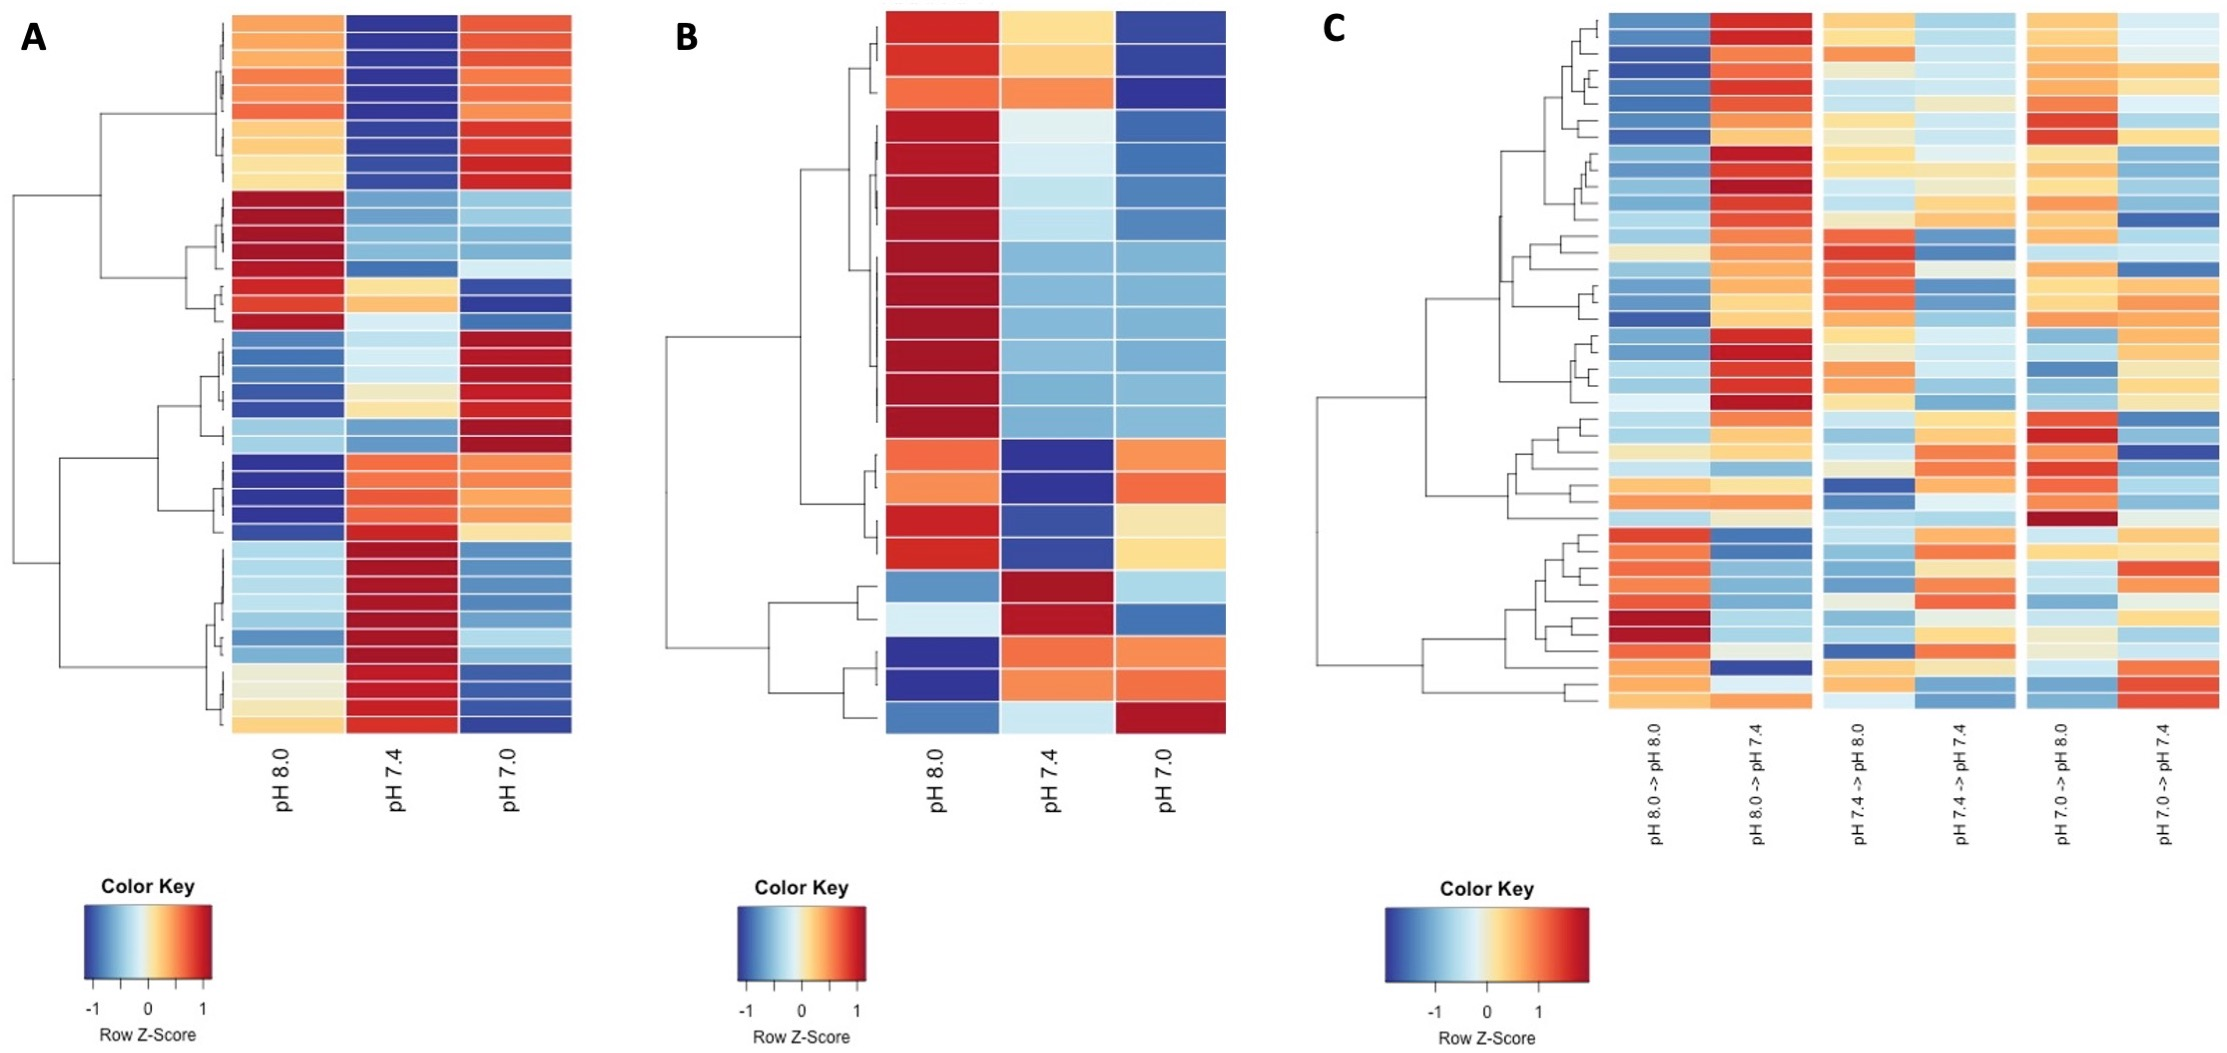 A
B
C
pH 8.0
pH 7.4
pH 7.0
pH 8.0
pH 7.4
pH 7.0
pH 8.0 -> pH 8.0
pH 8.0 -> pH 7.4
pH 7.4 -> pH 8.0
pH 7.4 -> pH 7.4
pH 7.0 -> pH 8.0
pH 7.0 -> pH 7.4
Color Key
-1 0 1
Row Z-Score
Color Key
-1 0 1
Row Z-Score
Color Key
-1 0 1
Row Z-Score